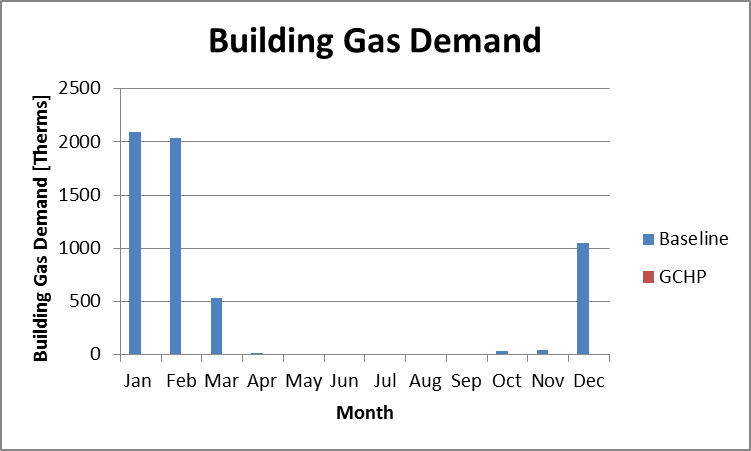 Building Gas Demand
Building Gas Demand [Therms]
2500
2000
1500
1000
500
0
Jan Feb Mar Apr May Jun Jul Aug Sep Oct Nov Dec
Month
Baseline
GCHP